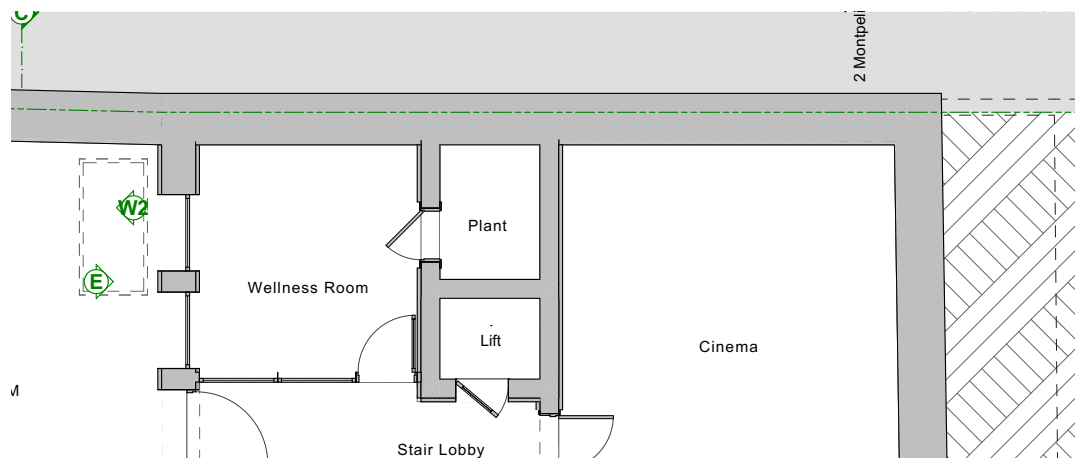 C
2 Montpeli
W2
Plant
E
Wellness Room
Lift
Cinema
M
Stair Lobby